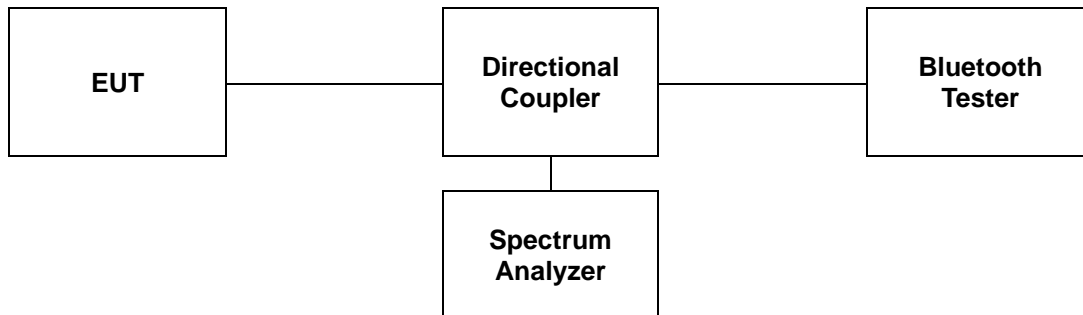 EUT
Directional
Coupler
Bluetooth
Tester
Spectrum
Analyzer